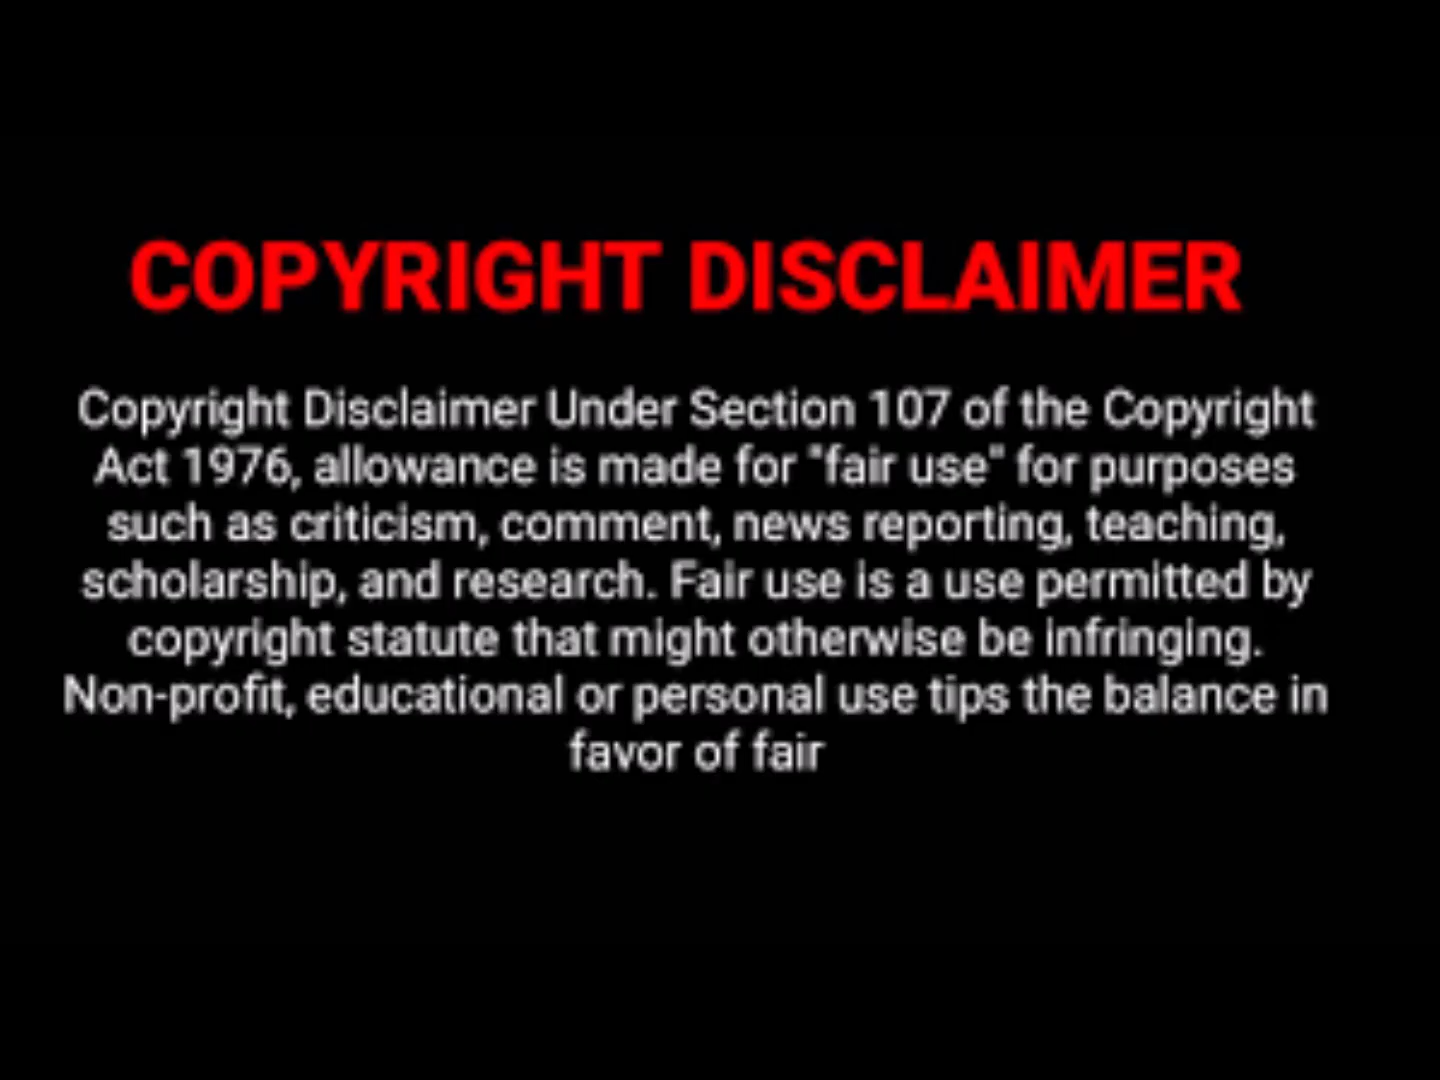 COPYRIGHT DISCLAIMER
Copyright Disclaimer Under Section 107 of the Copyright
Act 1976, allowance is made for "fair use" for purposes
such as criticism, comment, news reporting, teaching,
scholarship, and research. Fair use is a use permitted by
copyright statute that might otherwise be infringing.
Non-profit, educational or personal use tips the balance in
favor of fair